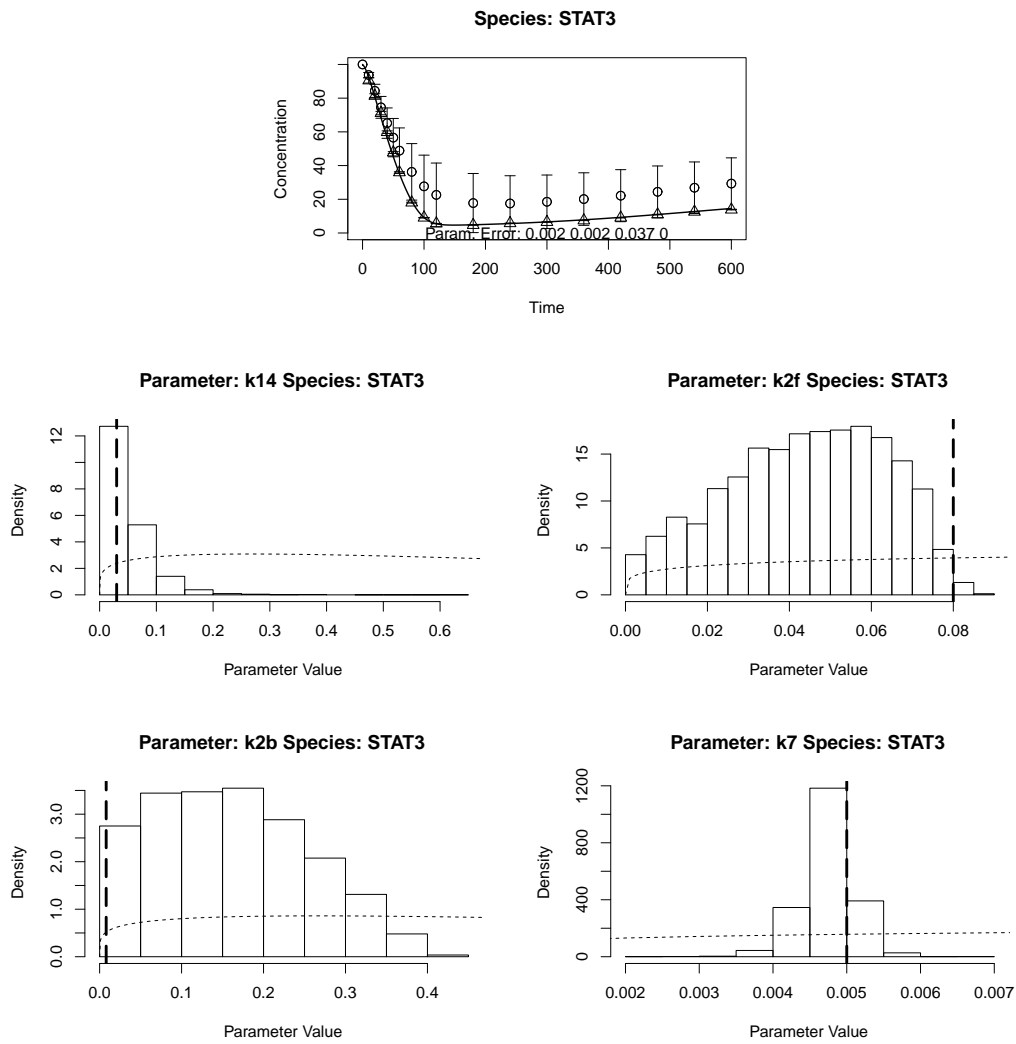 Species: STAT3
Concentration
0 20 40 60 80
Param. Error: 0.002 0.002 0.037 0
0 100 200 300 400 500 600
Time
Parameter: k14 Species: STAT3
Density
0 2 4 6 8 12
0.0 0.1 0.2 0.3 0.4 0.5 0.6
Parameter Value
Parameter: k2f Species: STAT3
Density
0 5 10 15
0.00 0.02 0.04 0.06 0.08
Parameter Value
Parameter: k2b Species: STAT3
Density
0.0 1.0 2.0 3.0
0.0 0.1 0.2 0.3 0.4
Parameter Value
Parameter: k7 Species: STAT3
Density
0 400 800 1200
0.002 0.003 0.004 0.005 0.006 0.007
Parameter Value